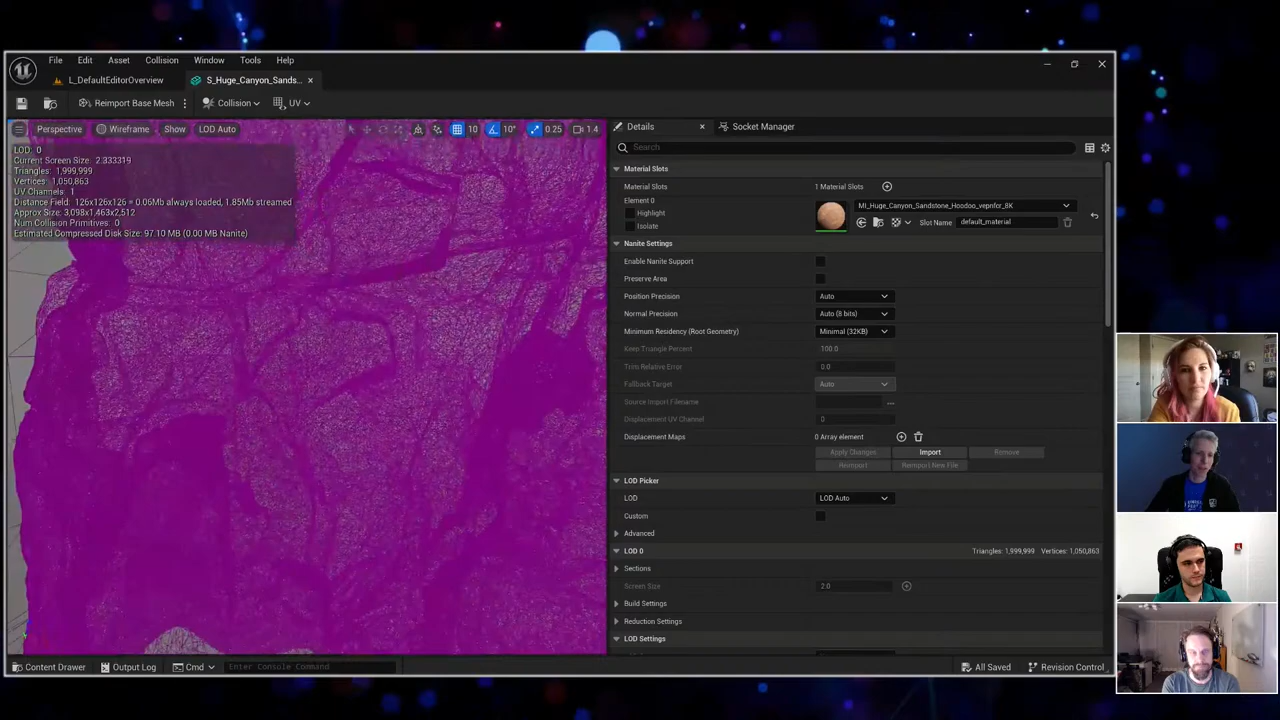 File Edit Asset Collision Window Tools Help
L_DefaultEditorOverview S_Huge_Canyon_Sands...
Reimport Base Mesh Collision UV
Perspective Wireframe Show LOD Auto 10 10° 0.25 1.4
LOD: 0
Current Screen Size: 2.833319
Triangles: 1,999,999
Vertices: 1,050,863
UV Channels: 1
Distance Field: 126x126x126 = 0.06Mb always loaded, 1.85Mb streamed
Approx Size: 3,098x1,463x2,512
Num Collision Primitives: 0
Estimated Compressed Disk Size: 97.10 MB (0.00 MB Nanite)
Details Socket Manager
Search
Material Slots
Material Slots 1 Material Slots
Element 0
Highlight
Isolate
MI_Huge_Canyon_Sandstone_Hoodoo_vepnfcr_8K
Slot Name default_material
Nanite Settings
Enable Nanite Support
Preserve Area
Position Precision Auto
Normal Precision Auto (8 bits)
Minimum Residency (Root Geometry) Minimal (32KB)
Keep Triangle Percent 100.0
Trim Relative Error 0.0
Fallback Target Auto
Source Import Filename ...
Displacement UV Channel 0
Displacement Maps 0 Array element
Apply Changes Import Remove
Reimport Reimport New File
LOD Picker
LOD LOD Auto
Custom
Advanced
LOD 0 Triangles: 1,999,999 Vertices: 1,050,863
Sections
Screen Size 2.0
Build Settings
Reduction Settings
LOD Settings
Content Drawer Output Log Cmd Enter Console Command All Saved Revision Control